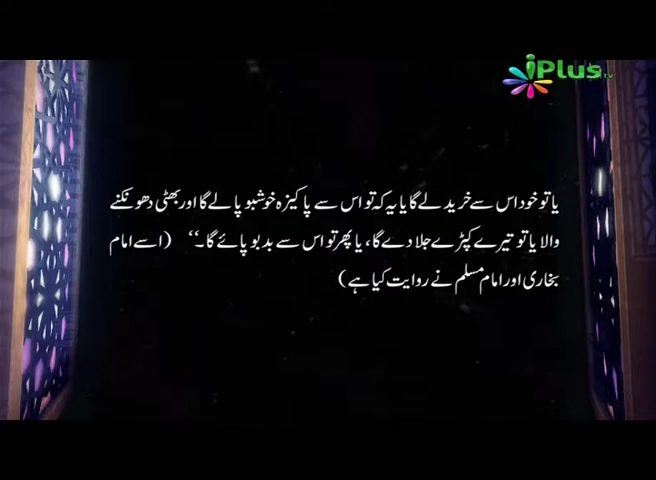 iPlus tv
یا تو خود اس سے خرید لے گا یا یہ کہ تو اس سے پاکیزہ خوشبو پالے گا اور بھٹی دھونکنے
والا یا تو تیرے کپڑے جلا دے گا، یا پھر تو اس سے بدبو پائے گا۔‘‘ (اسے امام
بخاری اور امام مسلم نے روایت کیا ہے)